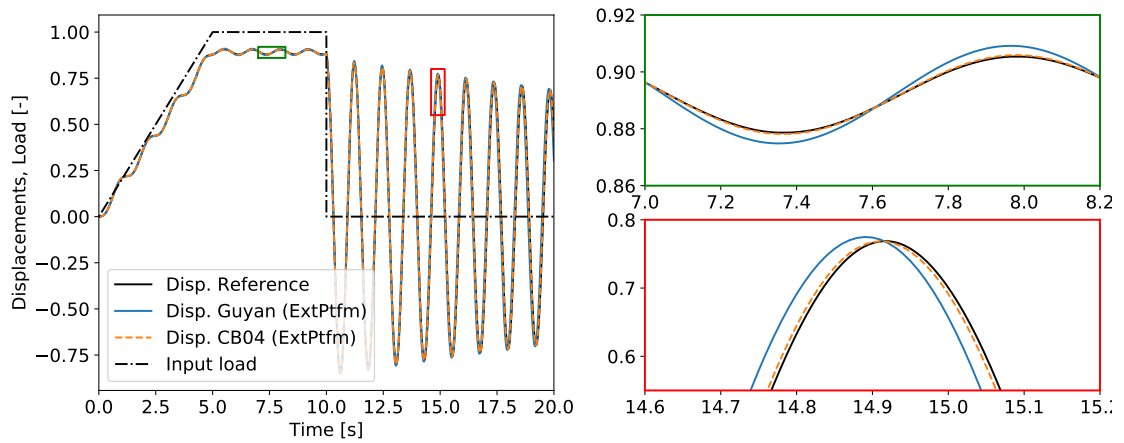 1.00
0.75
0.50
0.25
0.00
−0.25
−0.50
−0.75
Displacements, Load [-]
Disp. Reference
Disp. Guyan (ExtPtfm)
Disp. CB04 (ExtPtfm)
Input load
0.0 2.5 5.0 7.5 10.0 12.5 15.0 17.5 20.0
Time [s]
0.92
0.90
0.88
0.86
7.0 7.2 7.4 7.6 7.8 8.0 8.2
0.8
0.7
0.6
14.6 14.7 14.8 14.9 15.0 15.1 15.2